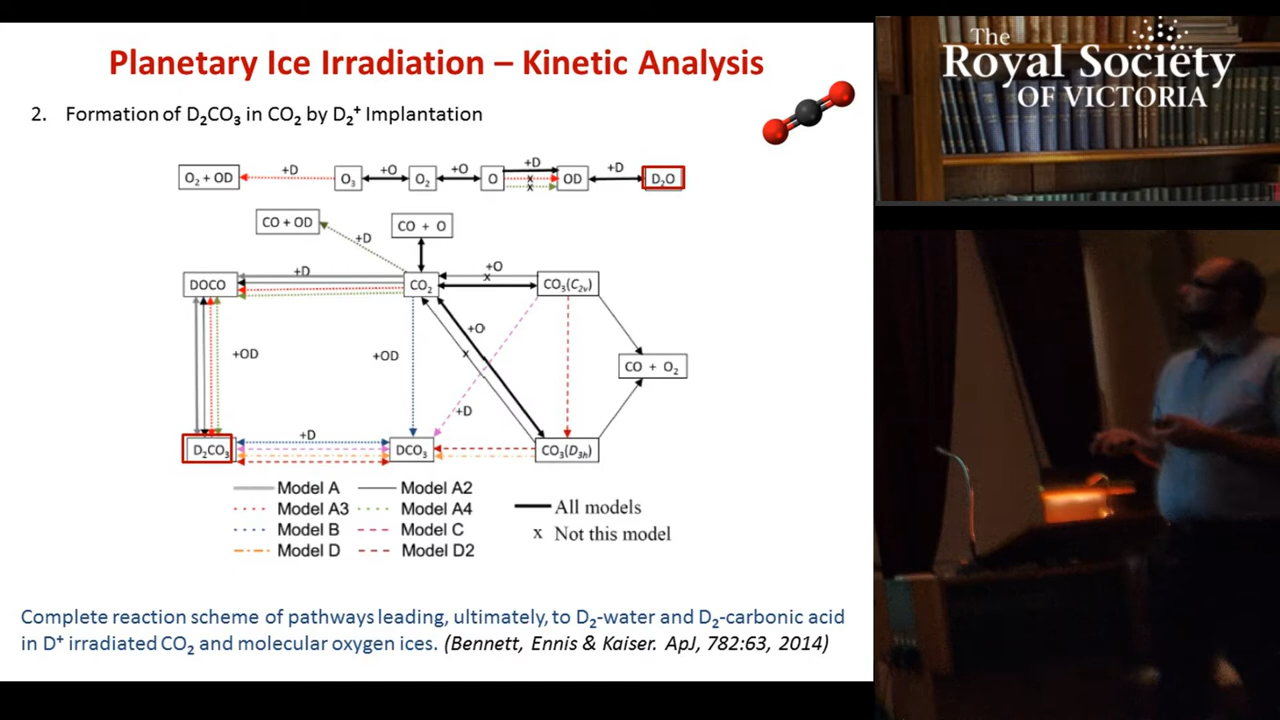 Planetary Ice Irradiation – Kinetic Analysis
The
Royal Society
OF VICTORIA
2. Formation of D₂CO₃ in CO₂ by D₂⁺ Implantation
O₂ + OD
+D
O₃
+O
O₂
+O
O
+D
x
x
OD
+D
D₂O
CO + OD
+D
CO + O
DOCO
+D
CO₂
+O
x
CO₃(C₂ᵥ)
+OD
+OD
+O
x
CO + O₂
+D
D₂CO₃
+D
DCO₃
CO₃(D₃ₕ)
Model A
Model A2
Model A3
Model A4
Model B
Model C
Model D
Model D2
All models
x Not this model
Complete reaction scheme of pathways leading, ultimately, to D₂-water and D₂-carbonic acid
in D⁺ irradiated CO₂ and molecular oxygen ices. (Bennett, Ennis & Kaiser. ApJ, 782:63, 2014)